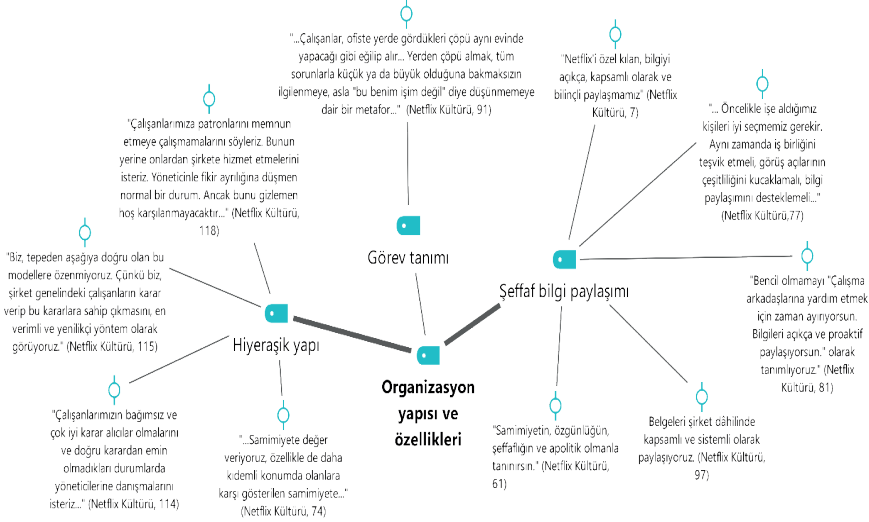 "...Çalışanlar, ofiste yerde gördükleri çöpü aynı evinde
yapacağı gibi eğilip alır... Yerden çöpü almak, tüm
sorunlarla küçük ya da büyük olduğuna bakmaksızın
ilgilenmeye, asla "bu benim işim değil" diye düşünmemeye
dair bir metafor..." (Netflix Kültürü, 91)
"Netflix'i özel kılan, bilgiyi
açıkça, kapsamlı olarak ve
bilinçli paylaşmamız" (Netflix
Kültürü, 7)
"... Öncelikle işe aldığımız
kişileri iyi seçmemiz gerekir.
Aynı zamanda iş birliğini
teşvik etmeli, görüş açılarının
çeşitliliğini kucaklamalı, bilgi
paylaşımını desteklemeli..."
(Netflix Kültürü,77)
"Çalışanlarımıza patronlarını memnun
etmeye çalışmamalarını söyleriz. Bunun
yerine onlardan şirkete hizmet etmelerini
isteriz. Yöneticinle fikir ayrılığına düşmen
normal bir durum. Ancak bunu gizlemen
hoş karşılanmayacaktır..." (Netflix Kültürü,
118)
"Biz, tepeden aşağıya doğru olan bu
modellere özenmiyoruz. Çünkü biz,
şirket genelindeki çalışanların karar
verip bu kararlara sahip çıkmasını, en
verimli ve yenilikçi yöntem olarak
görüyoruz." (Netflix Kültürü, 115)
Görev tanımı
Şeffaf bilgi paylaşımı
"Bencil olmamayı "Çalışma
arkadaşlarına yardım etmek
için zaman ayırıyorsun.
Bilgileri açıkça ve proaktif
paylaşıyorsun." olarak
tanımlıyoruz." (Netflix
Kültürü, 81)
Hiyeraşik yapı
Organizasyon
yapısı ve
özellikleri
"Çalışanlarımızın bağımsız ve
çok iyi karar alıcılar olmalarını
ve doğru karardan emin
olmadıkları durumlarda
yöneticilerine danışmalarını
isteriz..." (Netflix Kültürü, 114)
"...Samimiyete değer
veriyoruz, özellikle de daha
kıdemli konumda olanlara
karşı gösterilen samimiyete..."
(Netflix Kültürü, 74)
"Samimiyetin, özgünlüğün,
şeffaflığın ve apolitik olmanla
tanınırsın." (Netflix Kültürü,
61)
Belgeleri şirket dâhilinde
kapsamlı ve sistemli olarak
paylaşıyoruz. (Netflix Kültürü,
97)